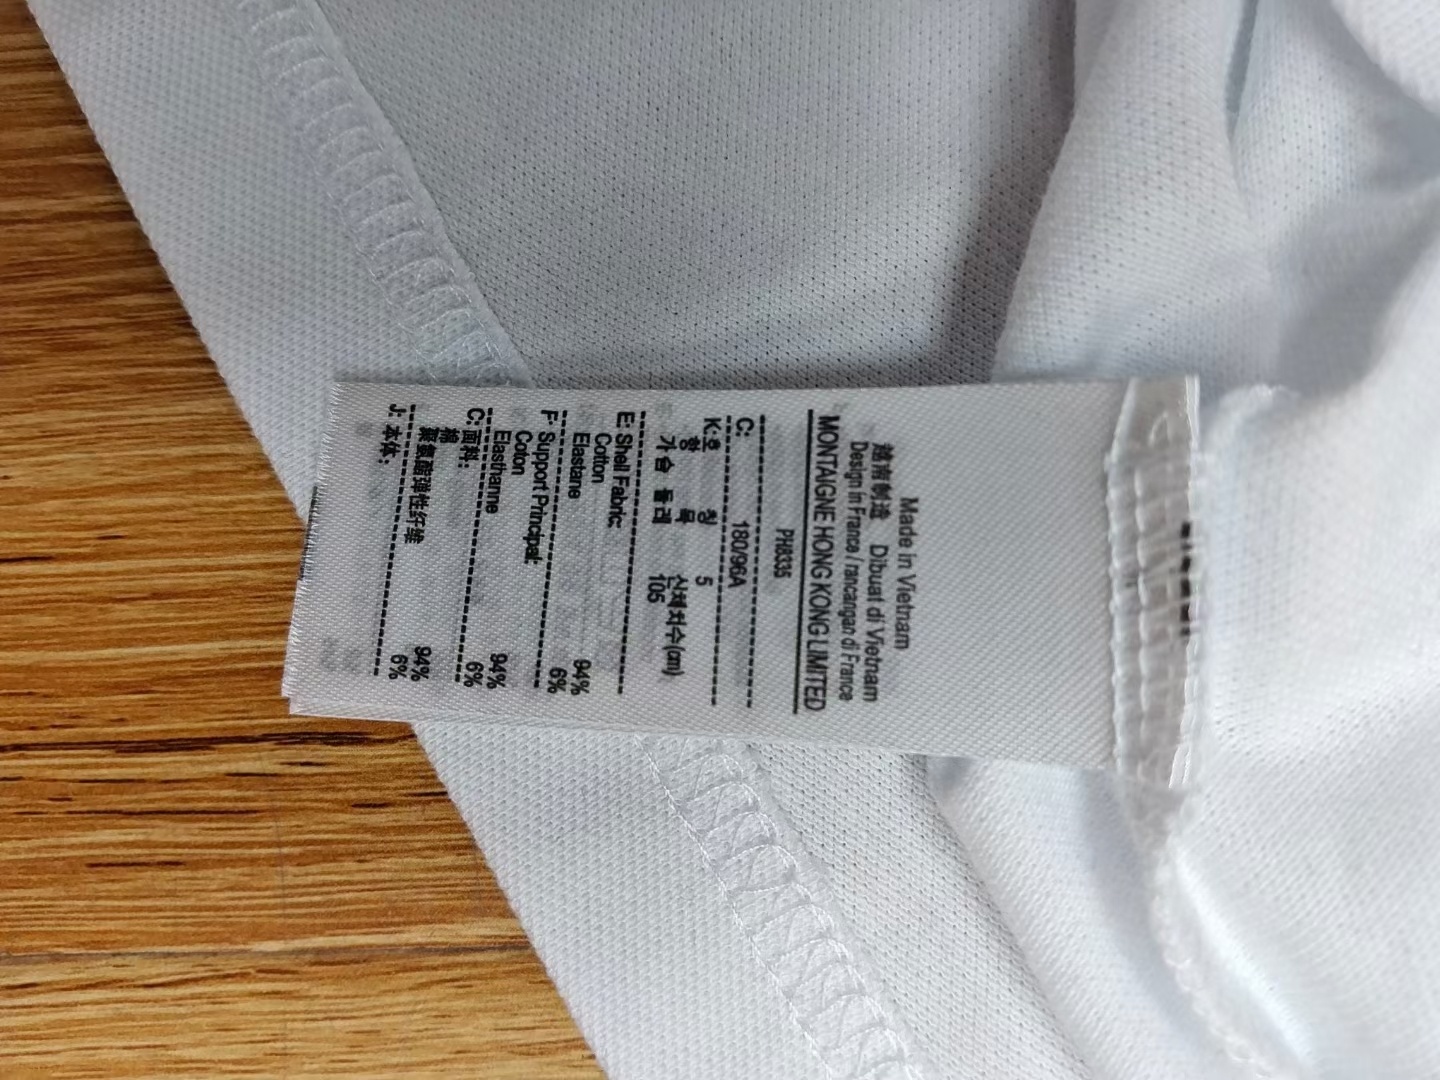 Made in Vietnam
越南制造 Dibuat di Vietnam
Design in France / rancangan di France
MONTAIGNE HONG KONG LIMITED
PH8335
C: 180/96A
K:호 칭 5
항 목 신체치수(cm)
가슴 둘레 105
E: Shell Fabric:
Cotton 94%
Elastane 6%
F: Support Principal:
Coton 94%
Elasthanne 6%
C: 面料:
棉 94%
聚氨酯弹性纤维 6%
J: 本体: